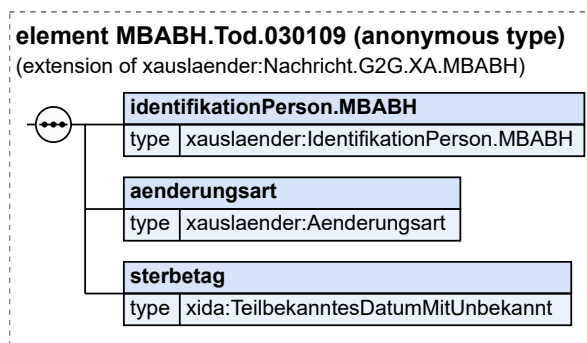 element MBABH.Tod.030109 (anonymous type)
(extension of xauslaender:Nachricht.G2G.XA.MBABH)
identifikationPerson.MBABH
type xauslaender:IdentifikationPerson.MBABH
aenderungsart
type xauslaender:Aenderungsart
sterbetag
type xida:TeilbekanntesDatumMitUnbekannt